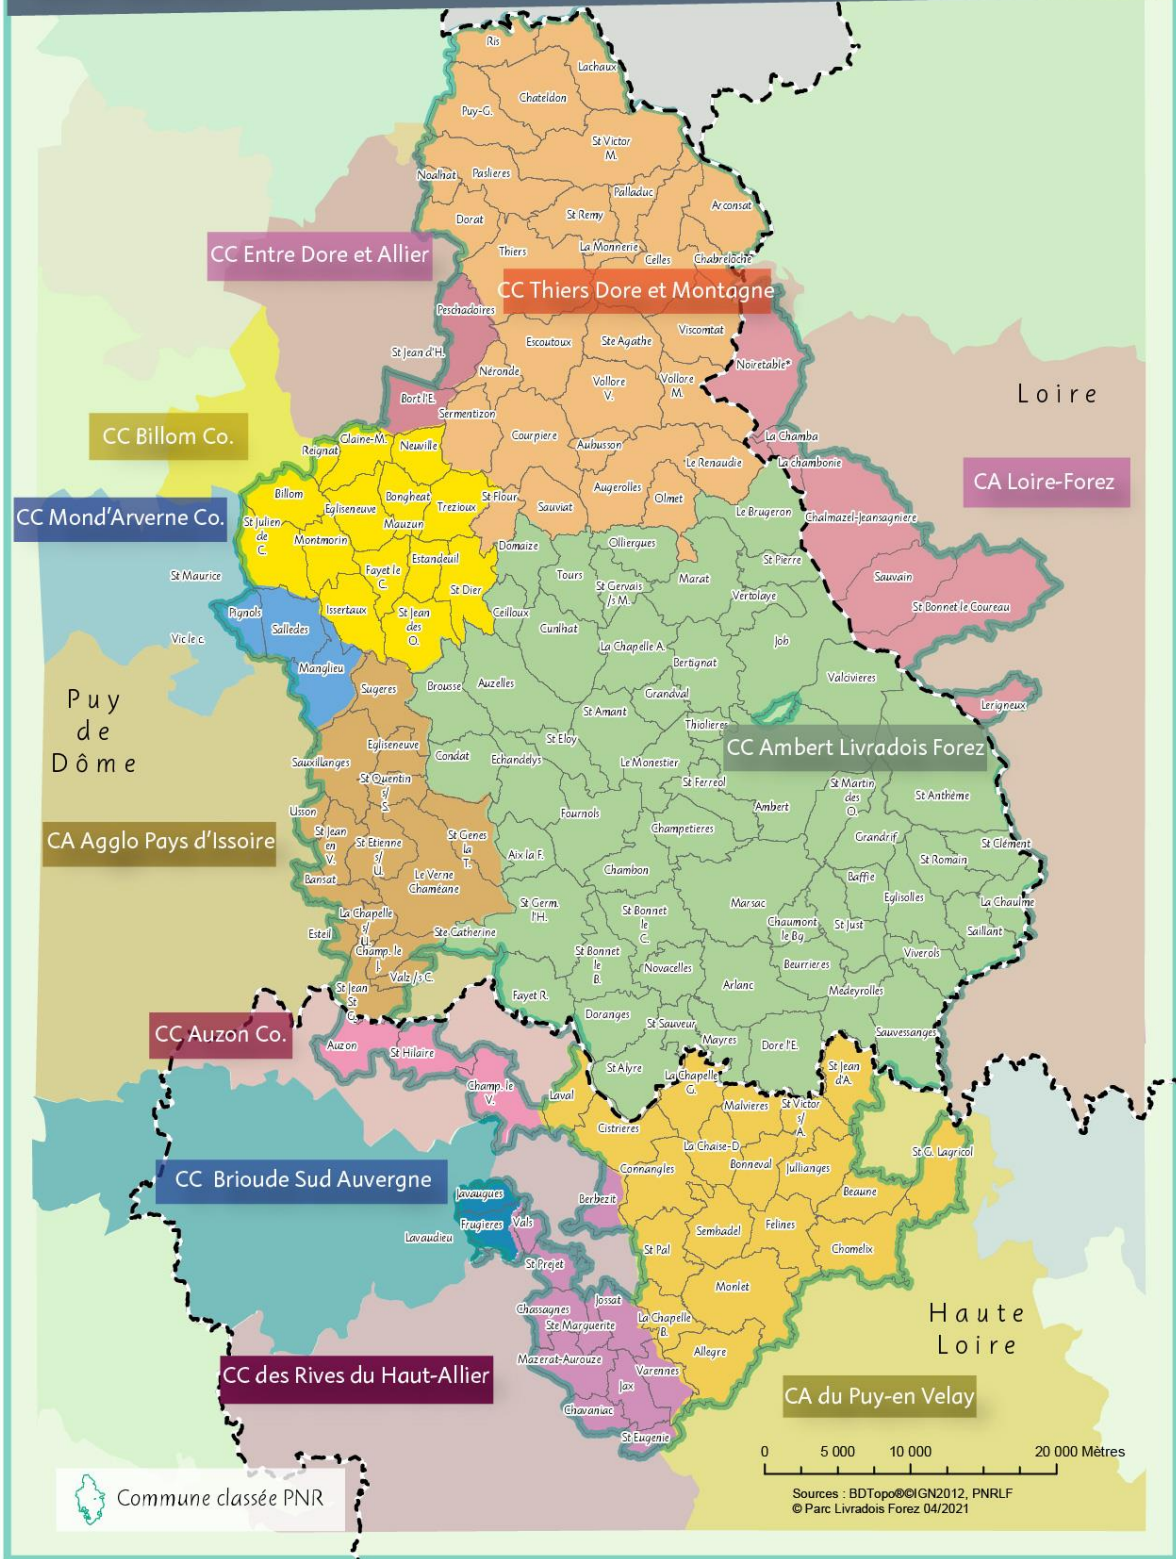 Ris
Lachaux
Chateldon
Puy-G.
St Victor
M.
Noalhat
Paslieres
Palladuc
Arconsat
Dorat
St Remy
Thiers
La Monnerie
Celles
Chabreloche
CC Entre Dore et Allier
CC Thiers Dore et Montagne
Peschadoires
Escoutoux
Ste Agathe
Viscomtat
St Jean d'H.
Néronde
Noiretable*
Vollore
V.
Vollore
M.
Loire
Bort l'E.
Sermentizon
CC Billom Co.
Glaine-M.
Neuville
Courpiere
Aubusson
La Chamba
Reignat
Le Renaudie
La chambonie
CA Loire-Forez
Billom
Bongheat
Trezioux
St Flour
Augerolles
Olmet
Egliseneuve
Mauzun
Sauviat
Le Brugeron
CC Mond'Arverne Co.
St Julien
de
C.
Montmorin
Chalmazel-Jeansagniere
Domaize
Olliergues
Estandeuil
St Pierre
St Maurice
Fayet le
C.
Tours
St Gervais
/s M.
Marat
Sauvain
St Dier
Vertolaye
St Bonnet le Coureau
Pignols
Issertaux
St Jean
des
O.
Ceilloux
Cunlhat
Salledes
Vic le c.
Job
La Chapelle A.
Bertignat
Manglieu
Valcivieres
Sugeres
Brousse
Auzelles
Grandval
Puy
de
Dôme
St Amant
Thiolieres
Lerigneux
Egliseneuve
St Eloy
CC Ambert Livradois Forez
Sauxillanges
Condat
Echandelys
Le Monestier
St Quentin
s/
S.
St Ferréol
St Martin
des
O.
St Anthème
Usson
Fournols
Ambert
St Jean
en
V.
St Etienne
s/
U.
St Genes
la
T.
Champetieres
Grandrif
CA Agglo Pays d'Issoire
St Clément
Aix la F.
St Romain
Bansat
Le Verne
Chaméane
Chambon
Baffie
Eglisolles
La Chapelle
s/
U.
St Germ.
l'H.
St Bonnet
le
C.
Marsac
La Chaulme
Esteil
Ste Catherine
Chaumont
le Bg
St Just
Saillant
Champ. le
J.
St Bonnet
le
B.
Viverols
Valz /s C.
Novacelles
Beurrieres
St Jean
St
G.
Fayet R.
Arlanc
Medeyrolles
Doranges
St Sauveur
CC Auzon Co.
Auzon
St Hilaire
Mayres
Dore l'E.
Sauvessanges
St Alyre
La Chapelle
G.
St Jean
d'A.
Champ. le
V.
Laval
Malvieres
St Victor
s/
A.
Cistrieres
La Chaise-D
St G. Lagricol
Connangles
Bonneval
Jullianges
CC Brioude Sud Auvergne
Javaugues
Berbezit
Beaune
Frugieres
Vals
Lavaudieu
Sembadel
Felines
Chomelix
St Pal
St Prejet
Monlet
Jossat
Chassagnes
Ste Marguerite
La Chapelle
B.
Haute
Loire
Allegre
Mazerat-Aurouze
Varennes
CC des Rives du Haut-Allier
Jax
CA du Puy-en Velay
Chavaniac
St Eugenie
0 5 000 10 000 20 000 Mètres
Commune classée PNR
Sources : BDTopo®©IGN2012, PNRLF
© Parc Livradois Forez 04/2021